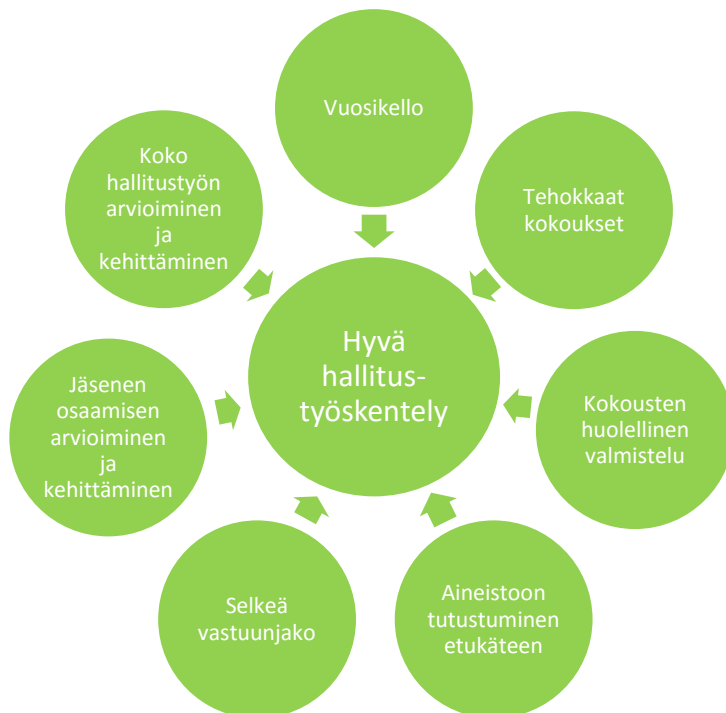 Vuosikello
Tehokkaat
kokoukset
Kokousten
huolellinen
valmistelu
Aineistoon
tutustuminen
etukäteen
Selkeä
vastuunjako
Jäsenen
osaamisen
arvioiminen
ja
kehittäminen
Koko
hallitustyön
arvioiminen
ja
kehittäminen
Hyvä
hallitus-
työskentely